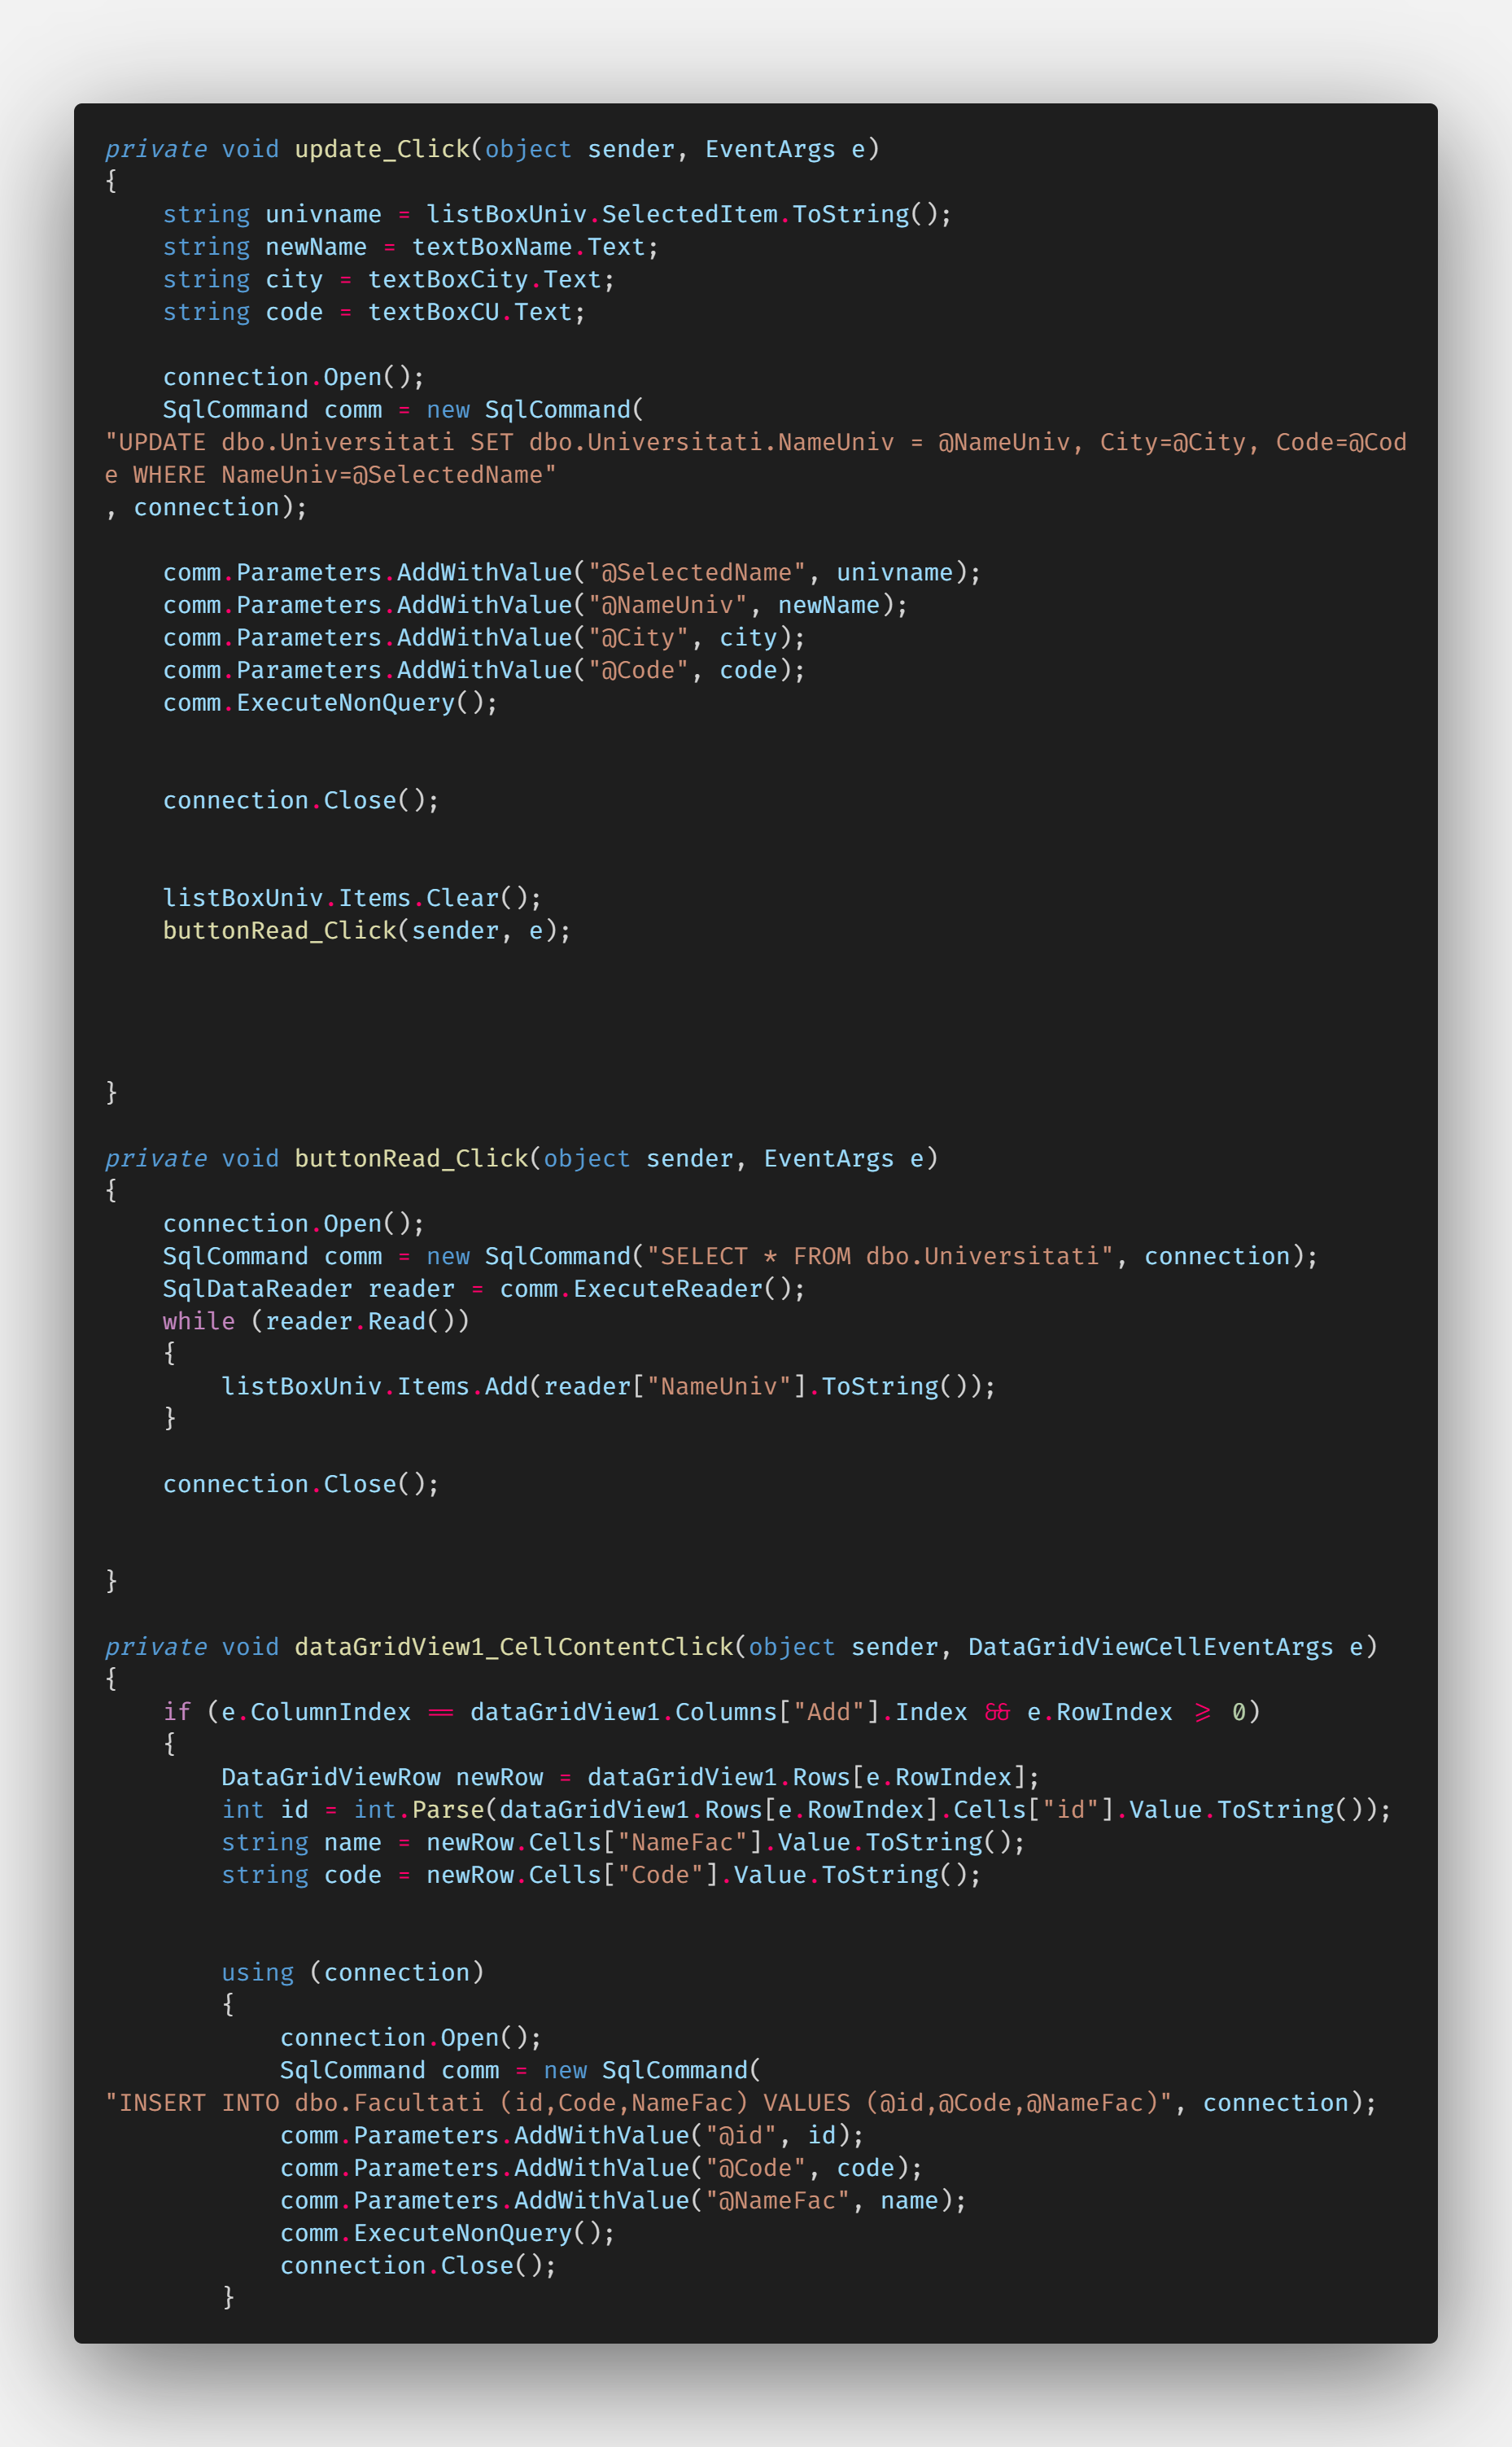 private void update_Click(object sender, EventArgs e)
{
    string univname = listBoxUniv.SelectedItem.ToString();
    string newName = textBoxName.Text;
    string city = textBoxCity.Text;
    string code = textBoxCU.Text;

    connection.Open();
    SqlCommand comm = new SqlCommand(
"UPDATE dbo.Universitati SET dbo.Universitati.NameUniv = @NameUniv, City=@City, Code=@Cod
e WHERE NameUniv=@SelectedName"
, connection);

    comm.Parameters.AddWithValue("@SelectedName", univname);
    comm.Parameters.AddWithValue("@NameUniv", newName);
    comm.Parameters.AddWithValue("@City", city);
    comm.Parameters.AddWithValue("@Code", code);
    comm.ExecuteNonQuery();


    connection.Close();


    listBoxUniv.Items.Clear();
    buttonRead_Click(sender, e);




}

private void buttonRead_Click(object sender, EventArgs e)
{
    connection.Open();
    SqlCommand comm = new SqlCommand("SELECT * FROM dbo.Universitati", connection);
    SqlDataReader reader = comm.ExecuteReader();
    while (reader.Read())
    {
        listBoxUniv.Items.Add(reader["NameUniv"].ToString());
    }

    connection.Close();


}

private void dataGridView1_CellContentClick(object sender, DataGridViewCellEventArgs e)
{
    if (e.ColumnIndex == dataGridView1.Columns["Add"].Index && e.RowIndex >= 0)
    {
        DataGridViewRow newRow = dataGridView1.Rows[e.RowIndex];
        int id = int.Parse(dataGridView1.Rows[e.RowIndex].Cells["id"].Value.ToString());
        string name = newRow.Cells["NameFac"].Value.ToString();
        string code = newRow.Cells["Code"].Value.ToString();


        using (connection)
        {
            connection.Open();
            SqlCommand comm = new SqlCommand(
"INSERT INTO dbo.Facultati (id,Code,NameFac) VALUES (@id,@Code,@NameFac)", connection);
            comm.Parameters.AddWithValue("@id", id);
            comm.Parameters.AddWithValue("@Code", code);
            comm.Parameters.AddWithValue("@NameFac", name);
            comm.ExecuteNonQuery();
            connection.Close();
        }